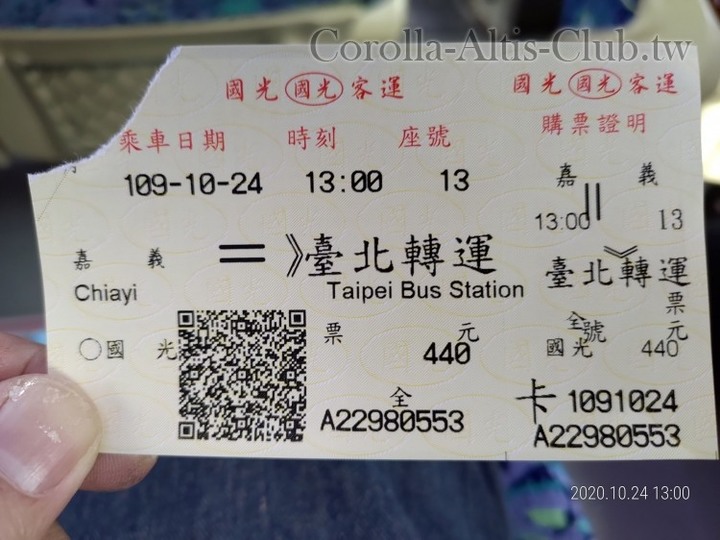 Corolla-Altis-Club.tw
國光 國光 客運
乘車日期 時刻 座號
109-10-24 13:00 13
嘉義 =》臺北轉運
Chiayi Taipei Bus Station
○國光 票 440 元
全
A22980553
國光 國光 客運
購票證明
嘉義
13:00 13
臺北轉運
全票
號 元
國光 440
卡 1091024
A22980553
2020.10.24 13:00